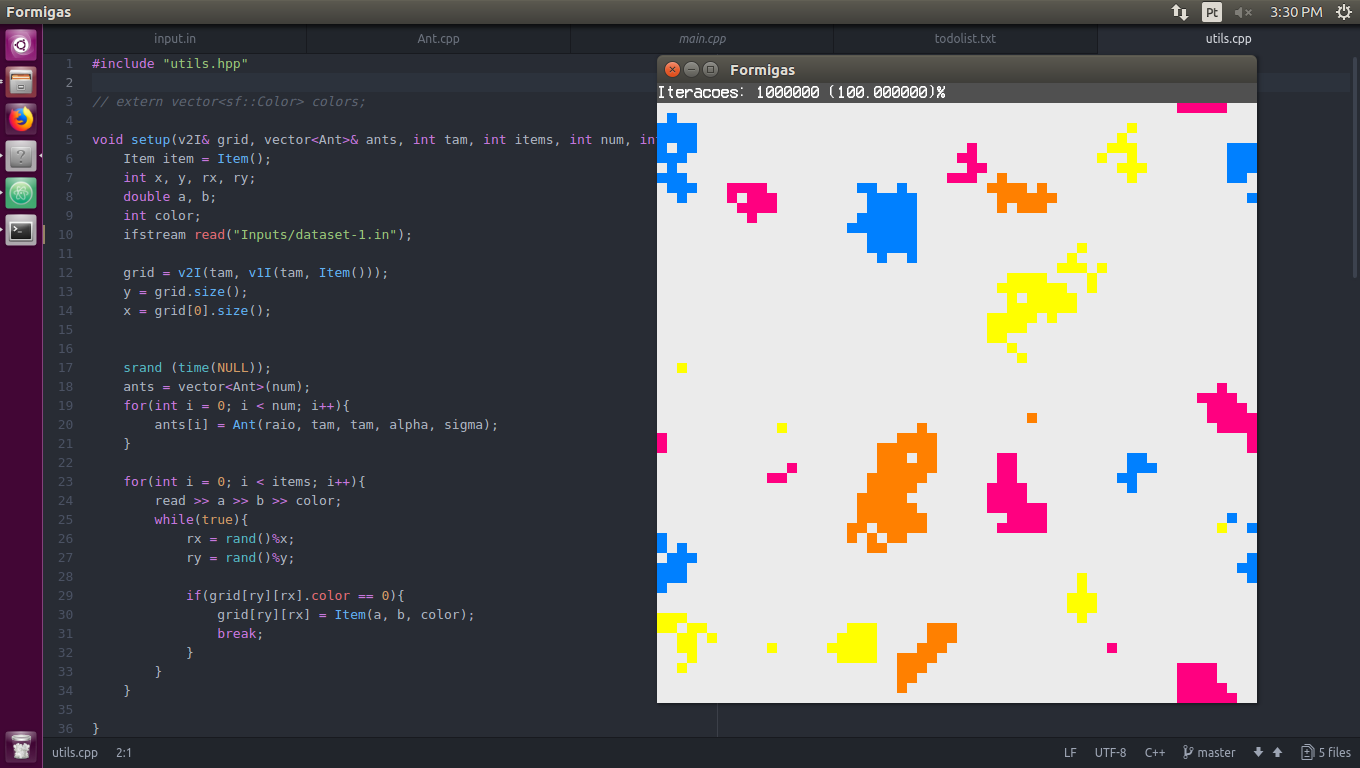 Formigas
Pt
3:30 PM
input.in
Ant.cpp
main.cpp
todolist.txt
utils.cpp
1 #include "utils.hpp"
2
3 // extern vector<sf::Color> colors;
4
5 void setup(v2I& grid, vector<Ant>& ants, int tam, int items, int num, in
6 Item item = Item();
7 int x, y, rx, ry;
8 double a, b;
9 int color;
10 ifstream read("Inputs/dataset-1.in");
11
12 grid = v2I(tam, v1I(tam, Item()));
13 y = grid.size();
14 x = grid[0].size();
15
16
17 srand (time(NULL));
18 ants = vector<Ant>(num);
19 for(int i = 0; i < num; i++){
20 ants[i] = Ant(raio, tam, tam, alpha, sigma);
21 }
22
23 for(int i = 0; i < items; i++){
24 read >> a >> b >> color;
25 while(true){
26 rx = rand()%x;
27 ry = rand()%y;
28
29 if(grid[ry][rx].color == 0){
30 grid[ry][rx] = Item(a, b, color);
31 break;
32 }
33 }
34 }
35
36 }
Formigas
Iteracoes: 1000000 (100.000000)%
utils.cpp 2:1
LF UTF-8 C++ master 5 files